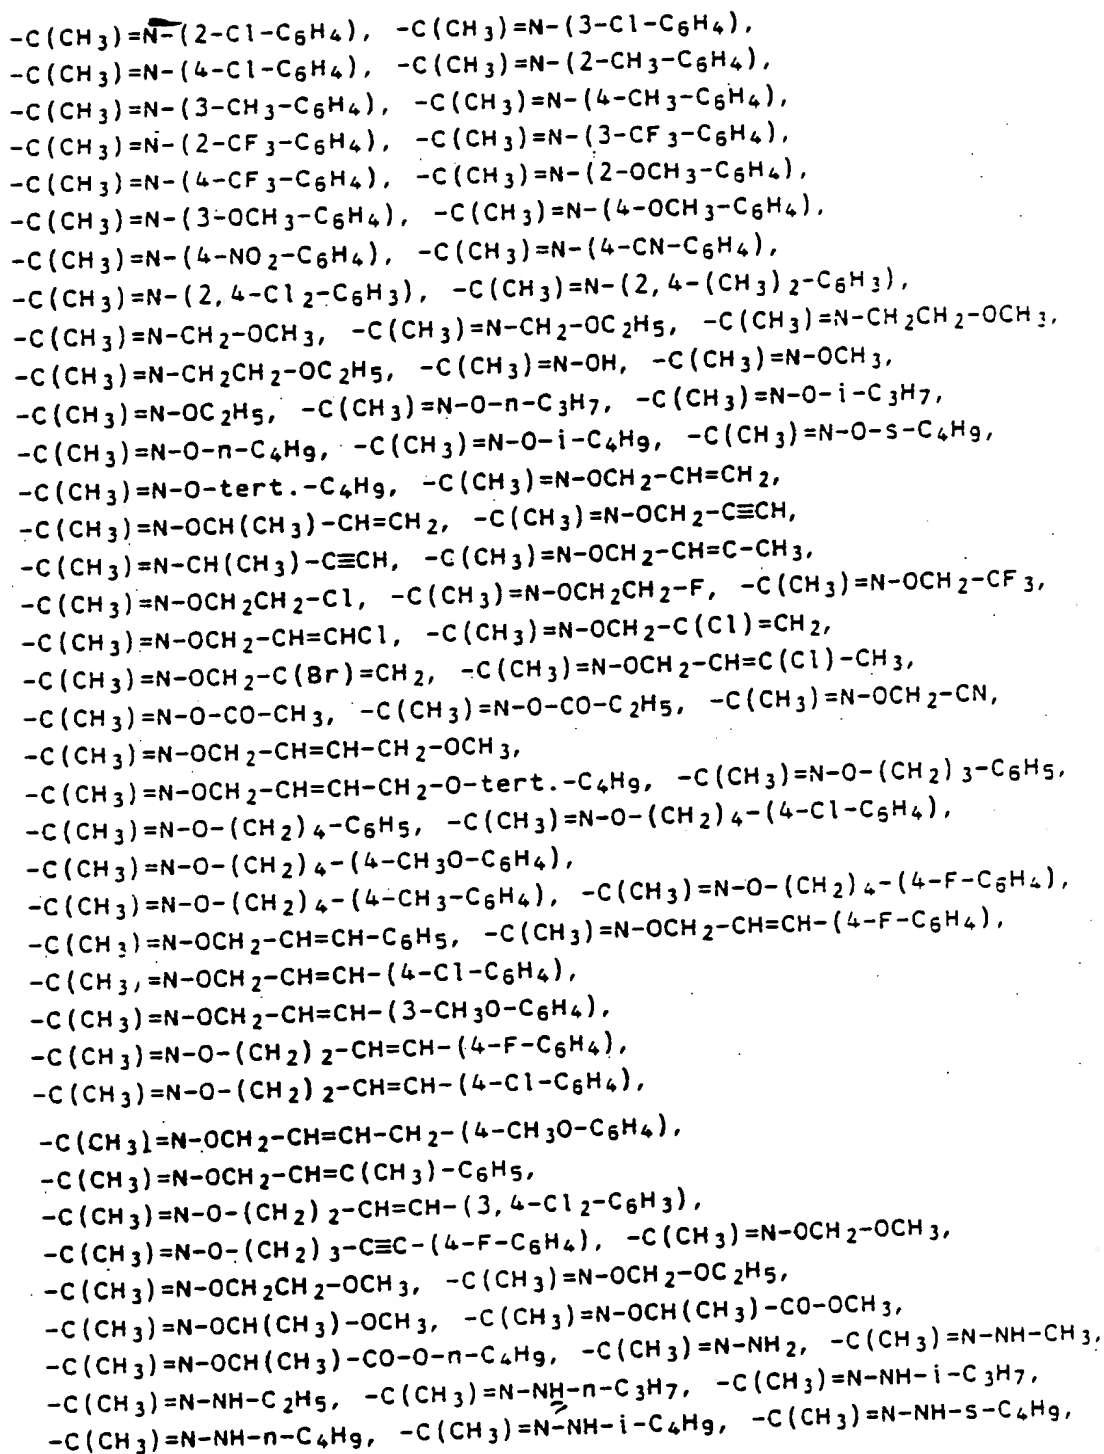 -C(CH3)=N-(2-Cl-C6H4), -C(CH3)=N-(3-Cl-C6H4),
-C(CH3)=N-(4-Cl-C6H4), -C(CH3)=N-(2-CH3-C6H4),
-C(CH3)=N-(3-CH3-C6H4), -C(CH3)=N-(4-CH3-C6H4),
-C(CH3)=N-(2-CF3-C6H4), -C(CH3)=N-(3-CF3-C6H4),
-C(CH3)=N-(4-CF3-C6H4), -C(CH3)=N-(2-OCH3-C6H4),
-C(CH3)=N-(3-OCH3-C6H4), -C(CH3)=N-(4-OCH3-C6H4),
-C(CH3)=N-(4-NO2-C6H4), -C(CH3)=N-(4-CN-C6H4),
-C(CH3)=N-(2,4-Cl2-C6H3), -C(CH3)=N-(2,4-(CH3)2-C6H3),
-C(CH3)=N-CH2-OCH3, -C(CH3)=N-CH2-OC2H5, -C(CH3)=N-CH2CH2-OCH3,
-C(CH3)=N-CH2CH2-OC2H5, -C(CH3)=N-OH, -C(CH3)=N-OCH3,
-C(CH3)=N-OC2H5, -C(CH3)=N-O-n-C3H7, -C(CH3)=N-O-i-C3H7,
-C(CH3)=N-O-n-C4H9, -C(CH3)=N-O-i-C4H9, -C(CH3)=N-O-s-C4H9,
-C(CH3)=N-O-tert.-C4H9, -C(CH3)=N-OCH2-CH=CH2,
-C(CH3)=N-OCH(CH3)-CH=CH2, -C(CH3)=N-OCH2-C≡CH,
-C(CH3)=N-CH(CH3)-C≡CH, -C(CH3)=N-OCH2-CH=C-CH3,
-C(CH3)=N-OCH2CH2-Cl, -C(CH3)=N-OCH2CH2-F, -C(CH3)=N-OCH2-CF3,
-C(CH3)=N-OCH2-CH=CHCl, -C(CH3)=N-OCH2-C(Cl)=CH2,
-C(CH3)=N-OCH2-C(Br)=CH2, -C(CH3)=N-OCH2-CH=C(Cl)-CH3,
-C(CH3)=N-O-CO-CH3, -C(CH3)=N-O-CO-C2H5, -C(CH3)=N-OCH2-CN,
-C(CH3)=N-OCH2-CH=CH-CH2-OCH3,
-C(CH3)=N-OCH2-CH=CH-CH2-O-tert.-C4H9, -C(CH3)=N-O-(CH2)3-C6H5,
-C(CH3)=N-O-(CH2)4-C6H5, -C(CH3)=N-O-(CH2)4-(4-Cl-C6H4),
-C(CH3)=N-O-(CH2)4-(4-CH3O-C6H4),
-C(CH3)=N-O-(CH2)4-(4-CH3-C6H4), -C(CH3)=N-O-(CH2)4-(4-F-C6H4),
-C(CH3)=N-OCH2-CH=CH-C6H5, -C(CH3)=N-OCH2-CH=CH-(4-F-C6H4),
-C(CH3)=N-OCH2-CH=CH-(4-Cl-C6H4),
-C(CH3)=N-OCH2-CH=CH-(3-CH3O-C6H4),
-C(CH3)=N-O-(CH2)2-CH=CH-(4-F-C6H4),
-C(CH3)=N-O-(CH2)2-CH=CH-(4-Cl-C6H4),
-C(CH3)=N-OCH2-CH=CH-CH2-(4-CH3O-C6H4),
-C(CH3)=N-OCH2-CH=C(CH3)-C6H5,
-C(CH3)=N-O-(CH2)2-CH=CH-(3,4-Cl2-C6H3),
-C(CH3)=N-O-(CH2)3-C≡C-(4-F-C6H4), -C(CH3)=N-OCH2-OCH3,
-C(CH3)=N-OCH2CH2-OCH3, -C(CH3)=N-OCH2-OC2H5,
-C(CH3)=N-OCH(CH3)-OCH3, -C(CH3)=N-OCH(CH3)-CO-OCH3,
-C(CH3)=N-OCH(CH3)-CO-O-n-C4H9, -C(CH3)=N-NH2, -C(CH3)=N-NH-CH3,
-C(CH3)=N-NH-C2H5, -C(CH3)=N-NH-n-C3H7, -C(CH3)=N-NH-i-C3H7,
-C(CH3)=N-NH-n-C4H9, -C(CH3)=N-NH-i-C4H9, -C(CH3)=N-NH-s-C4H9,